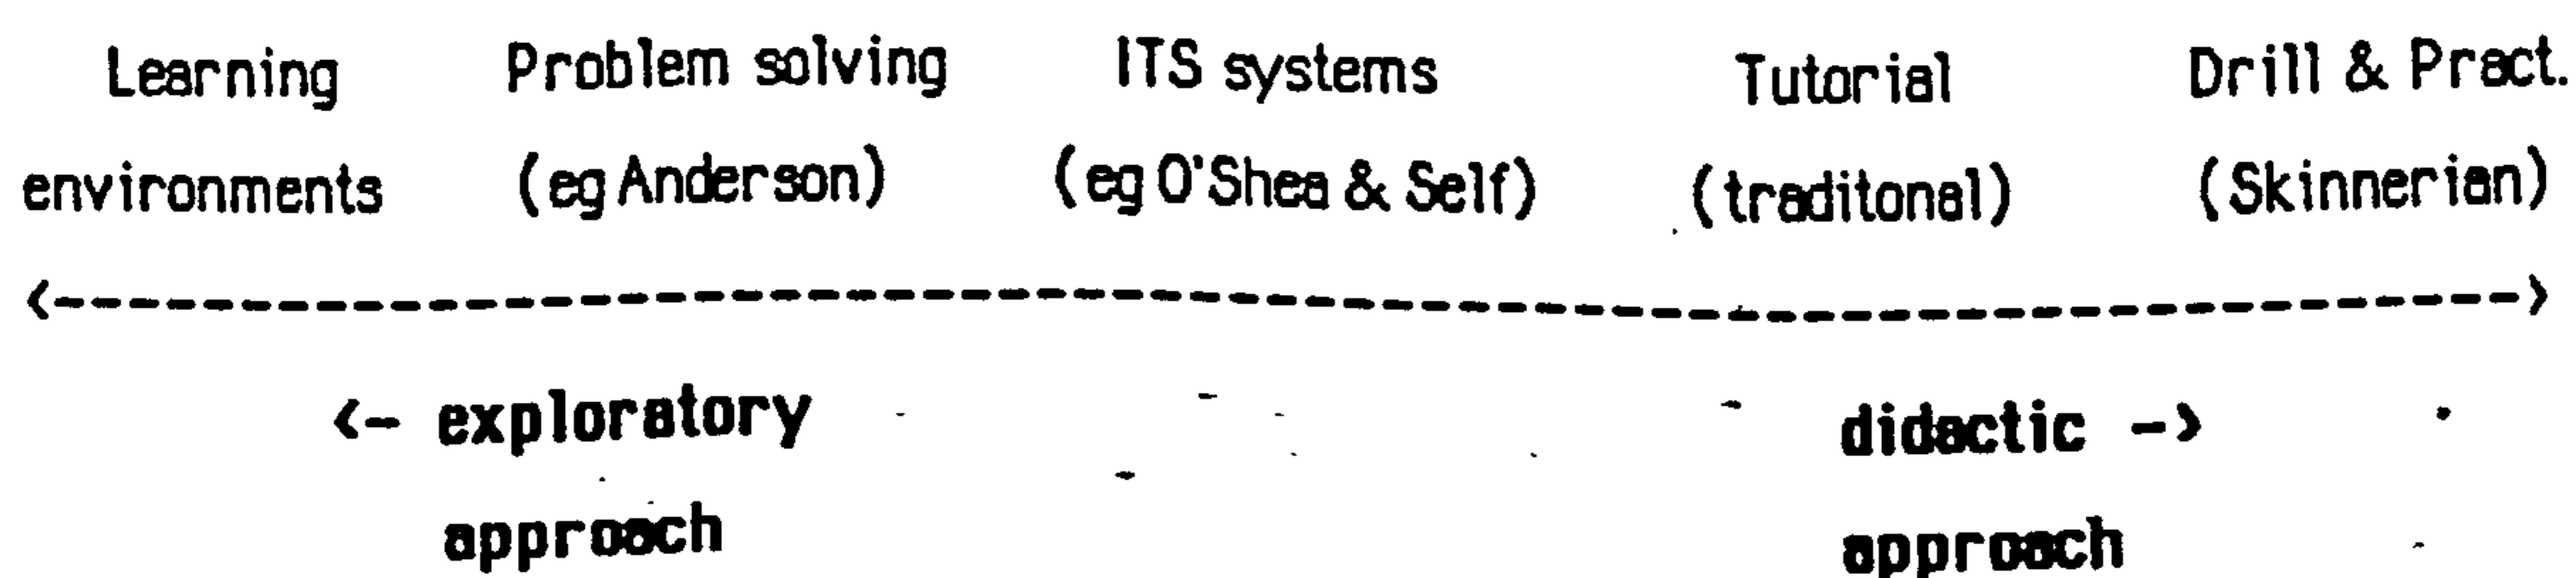 Learning Problem solving ITS systems Tutorial Drill & Pract.
environments (eg Anderson) (eg O'Shea & Self) (traditonal) (Skinnerian)
<------------------------------------------------------------------>
<- exploratory didactic ->
approach approach